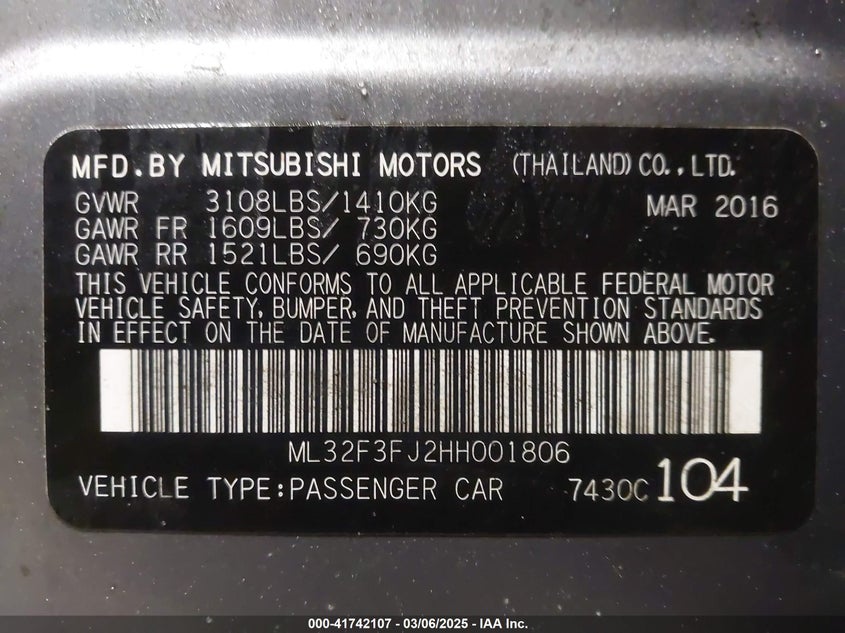 MFD.BY MITSUBISHI MOTORS (THAILAND) CO.,LTD.
GVWR 3108LBS/1410KG MAR 2016
GAWR FR 1609LBS/ 730KG
GAWR RR 1521LBS/ 690KG
THIS VEHICLE CONFORMS TO ALL APPLICABLE FEDERAL MOTOR
VEHICLE SAFETY, BUMPER, AND THEFT PREVENTION STANDARDS
IN EFFECT ON THE DATE OF MANUFACTURE SHOWN ABOVE.
ML32F3FJ2HH001806
VEHICLE TYPE:PASSENGER CAR 7430C 104
000-41742107 - 03/06/2025 - IAA Inc.